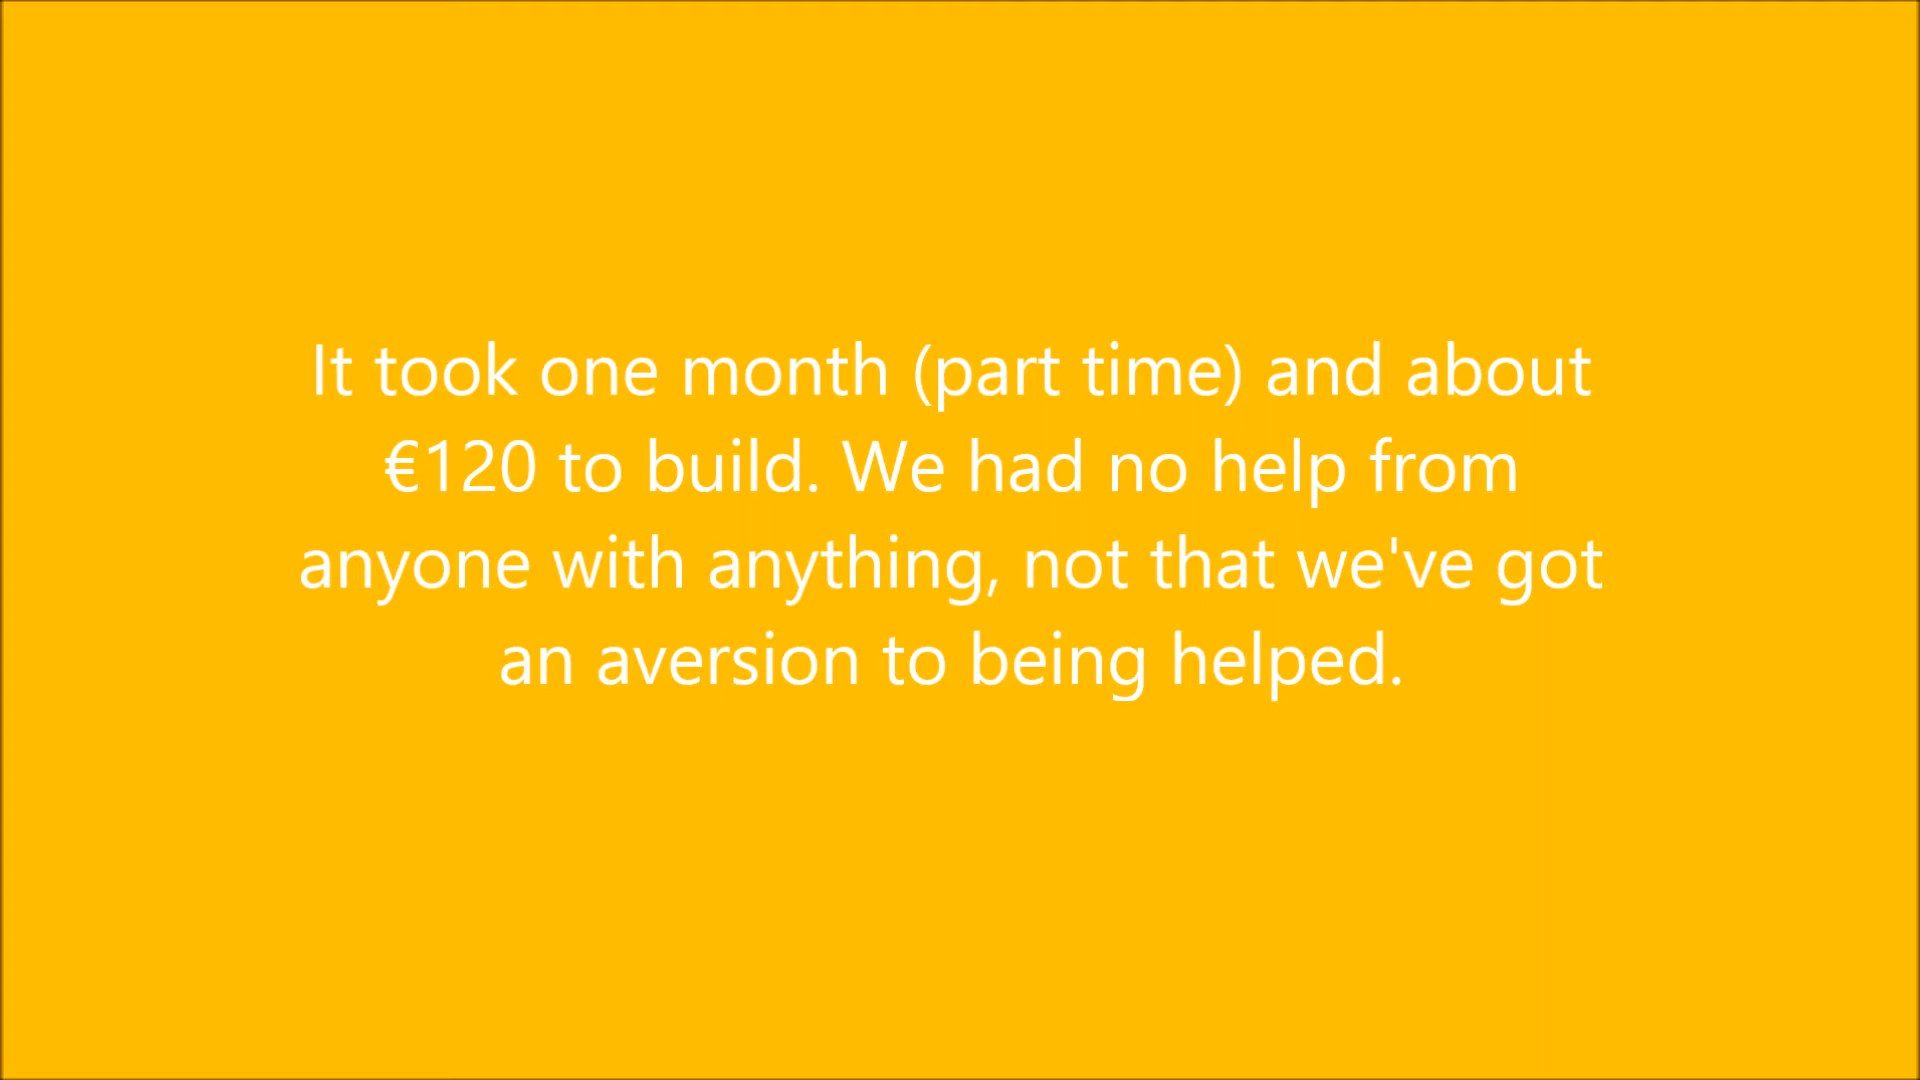 It took one month (part time) and about
€120 to build. We had no help from
anyone with anything, not that we've got
an aversion to being helped.